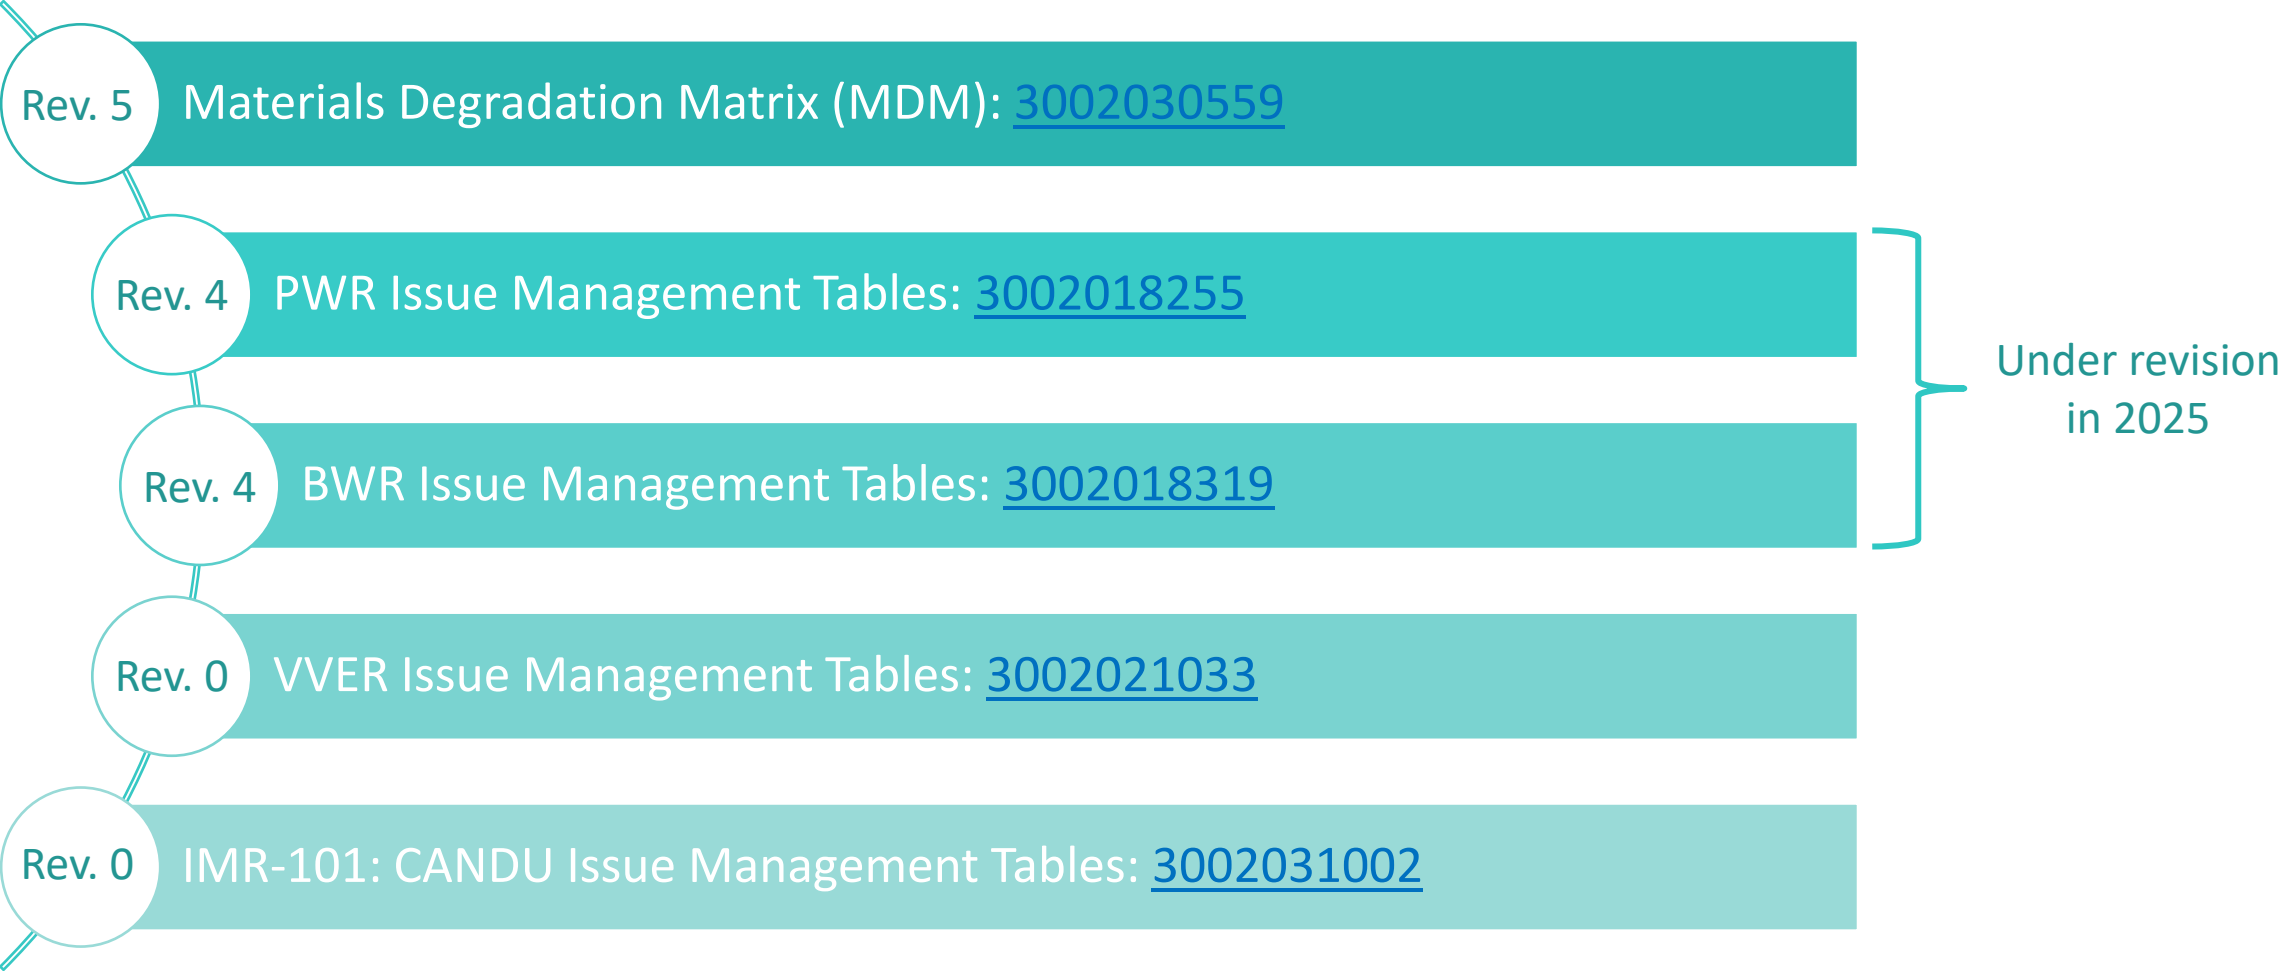 Rev. 5
Materials Degradation Matrix (MDM): 3002030559
Rev. 4
PWR Issue Management Tables: 3002018255
Rev. 4
BWR Issue Management Tables: 3002018319
Under revision
in 2025
Rev. 0
VVER Issue Management Tables: 3002021033
Rev. 0
IMR-101: CANDU Issue Management Tables: 3002031002